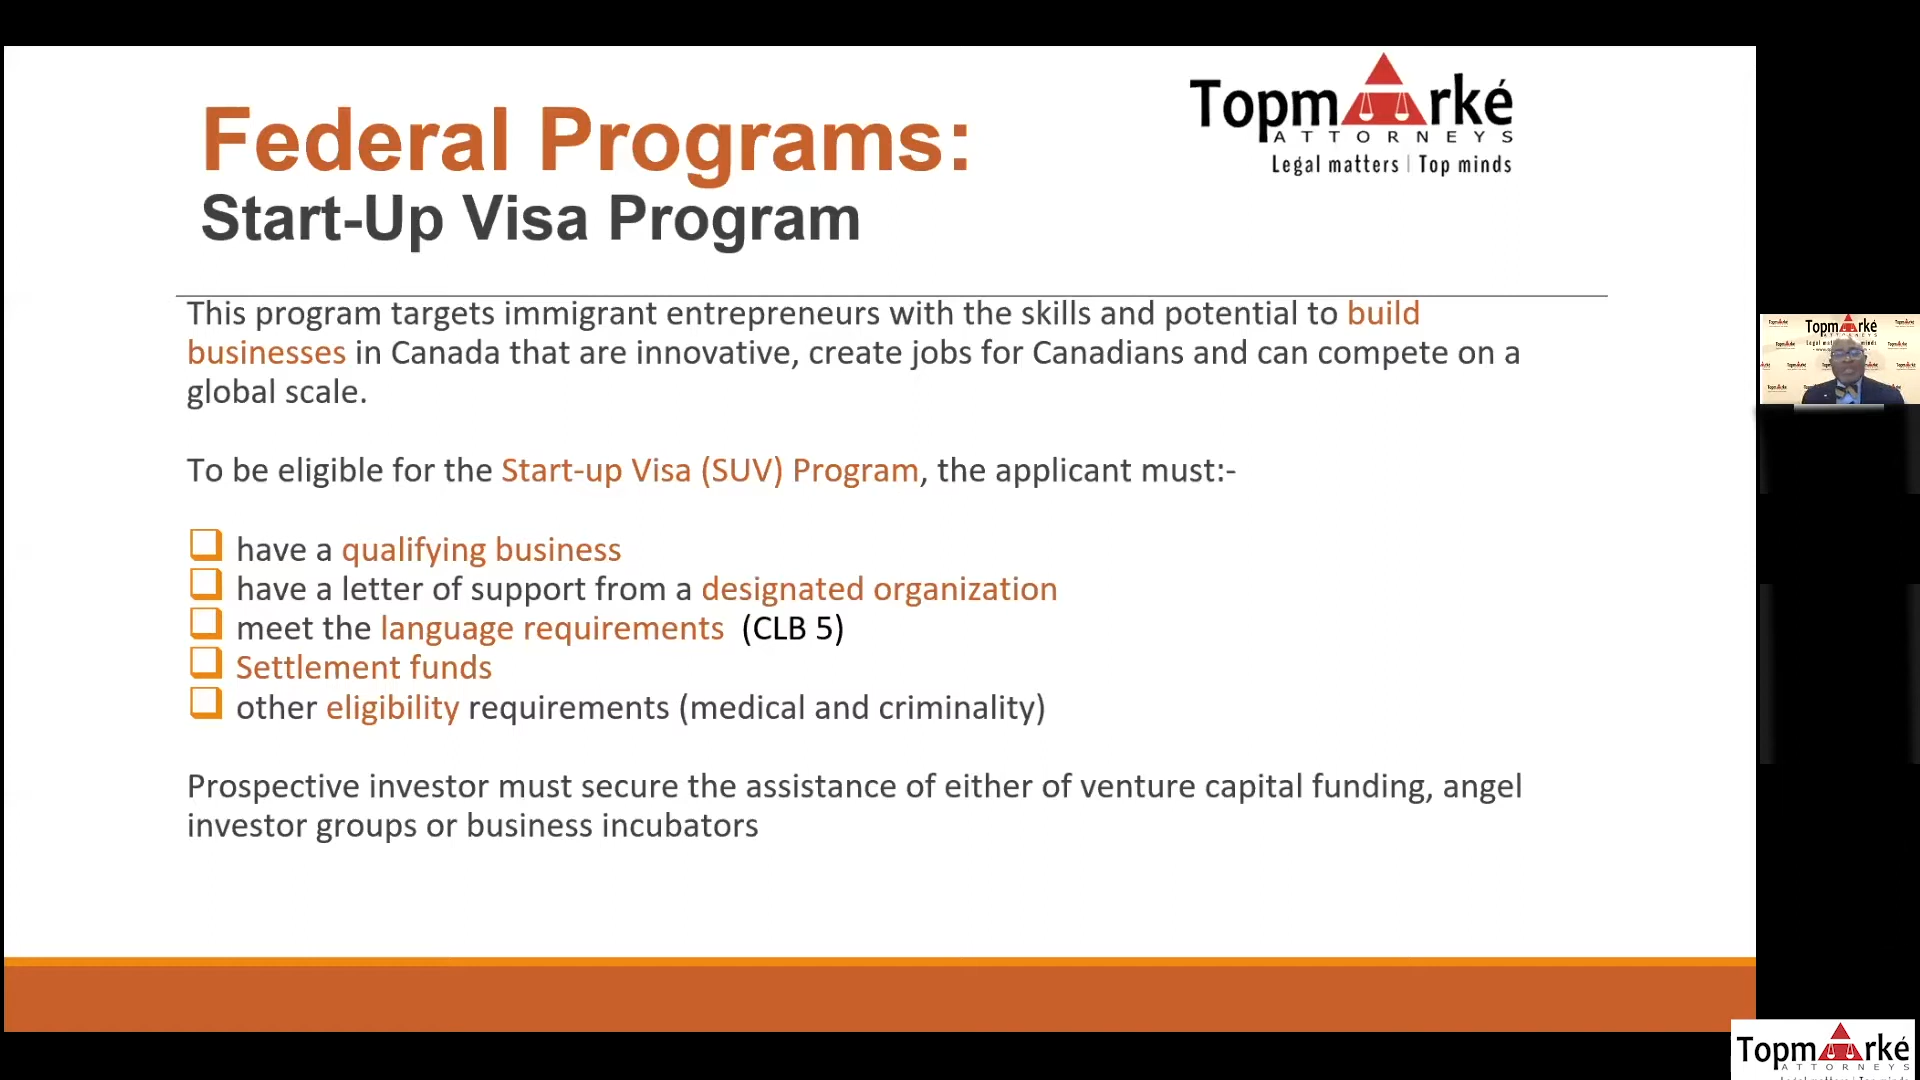 Federal Programs:
Start-Up Visa Program
Topmarké
ATTORNEYS
Legal matters | Top minds
This program targets immigrant entrepreneurs with the skills and potential to build
businesses in Canada that are innovative, create jobs for Canadians and can compete on a
global scale.
To be eligible for the Start-up Visa (SUV) Program, the applicant must:-
have a qualifying business
have a letter of support from a designated organization
meet the language requirements (CLB 5)
Settlement funds
other eligibility requirements (medical and criminality)
Prospective investor must secure the assistance of either of venture capital funding, angel
investor groups or business incubators
Topmarké
Topmarké
ATTORNEYS